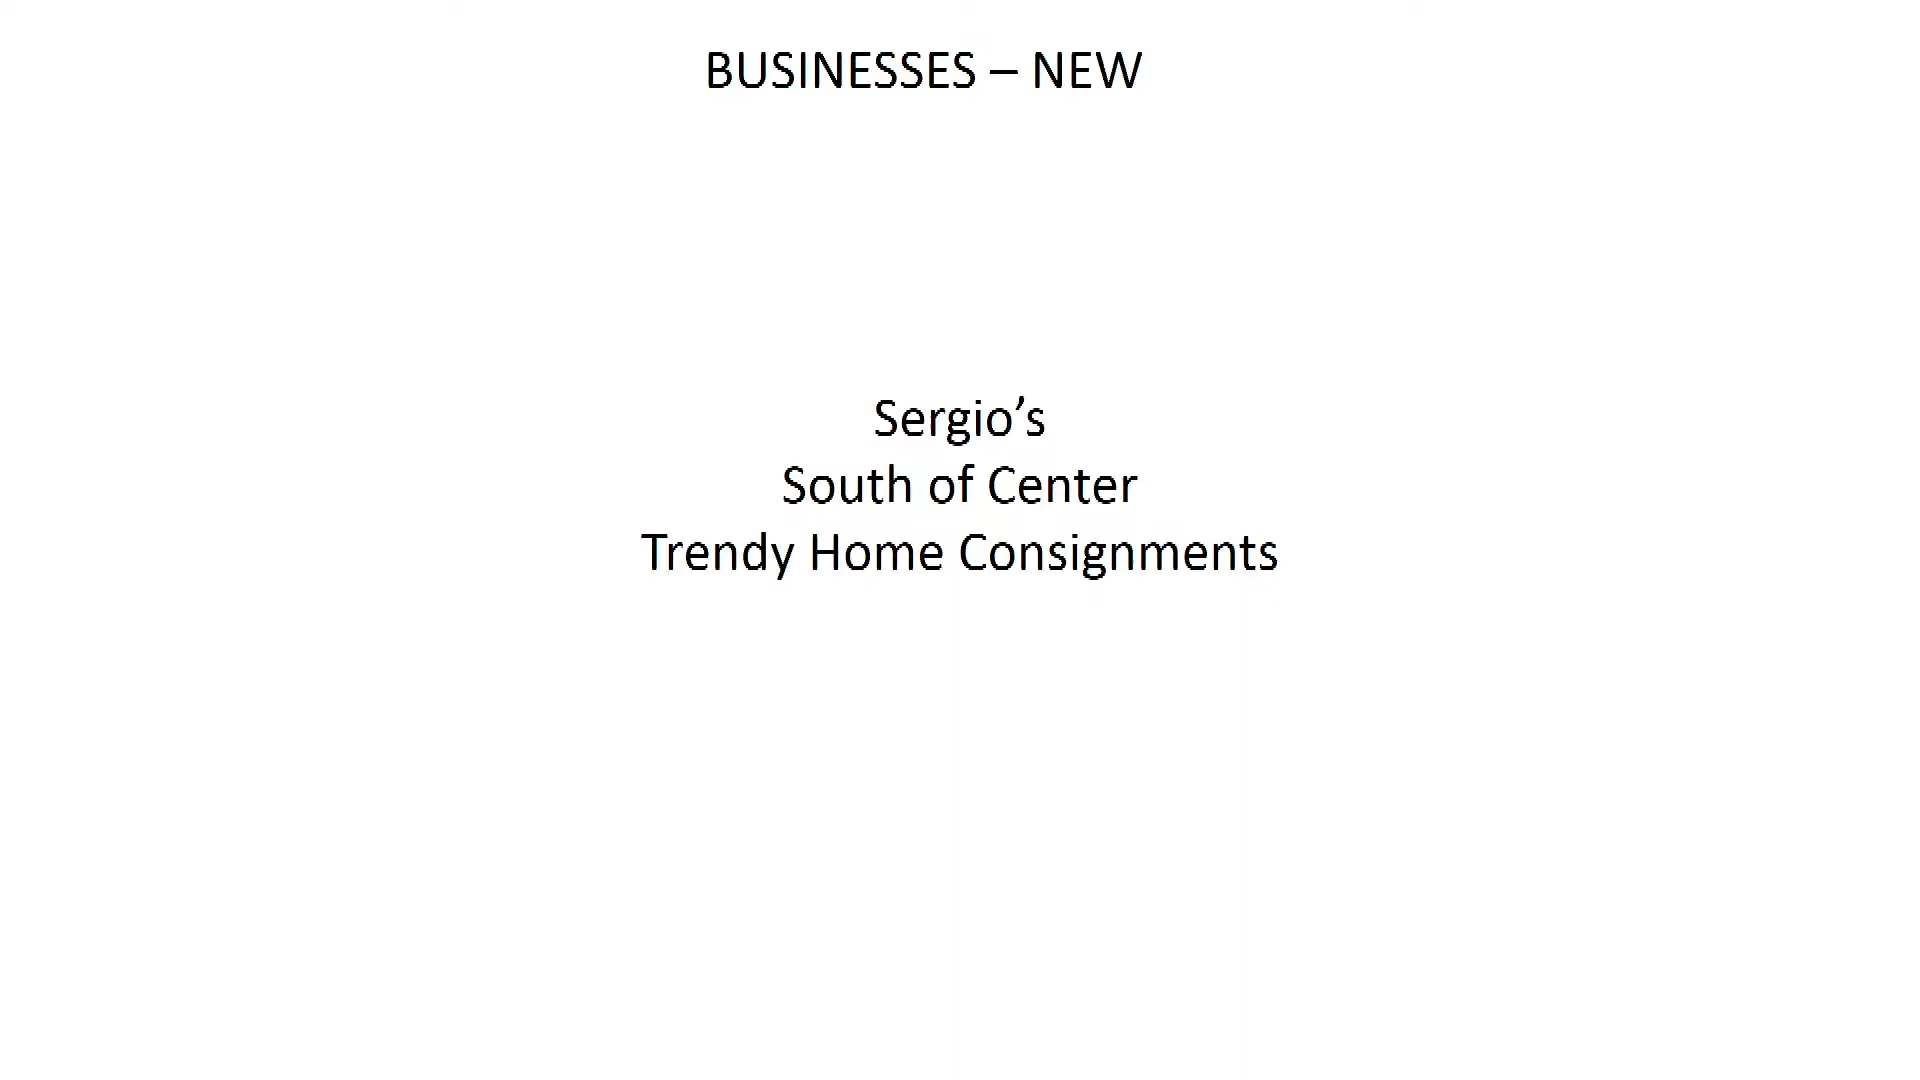 BUSINESSES – NEW
Sergio’s
South of Center
Trendy Home Consignments